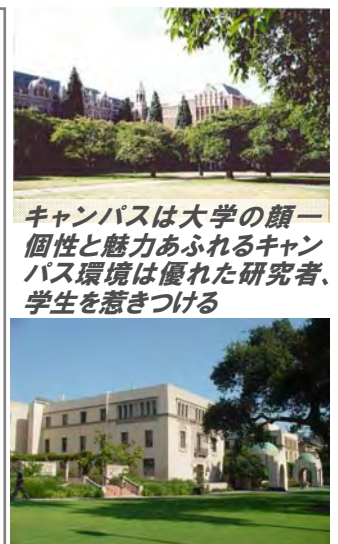 キャンパスは大学の顔ー
個性と魅力あふれるキャン
パス環境は優れた研究者、
学生を惹きつける